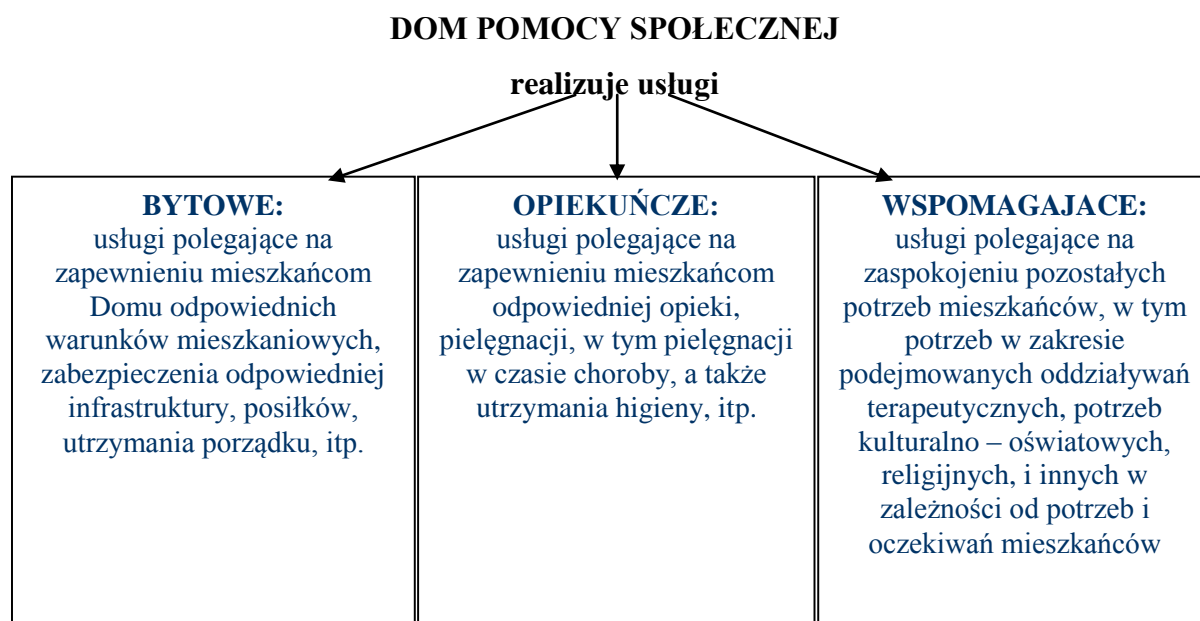 DOM POMOCY SPOŁECZNEJ
realizuje usługi
BYTOWE:
usługi polegające na
zapewnieniu mieszkańcom
Domu odpowiednich
warunków mieszkaniowych,
zabezpieczenia odpowiedniej
infrastruktury, posiłków,
utrzymania porządku, itp.
OPIEKUŃCZE:
usługi polegające na
zapewnieniu mieszkańcom
odpowiedniej opieki,
pielęgnacji, w tym pielęgnacji
w czasie choroby, a także
utrzymania higieny, itp.
WSPOMAGAJACE:
usługi polegające na
zaspokojeniu pozostałych
potrzeb mieszkańców, w tym
potrzeb w zakresie
podejmowanych oddziaływań
terapeutycznych, potrzeb
kulturalno – oświatowych,
religijnych, i innych w
zależności od potrzeb i
oczekiwań mieszkańców